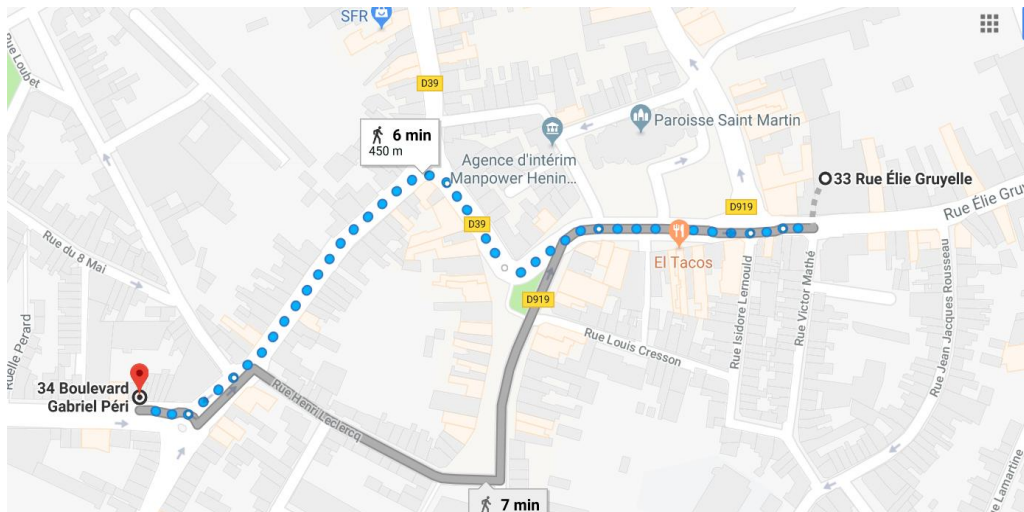 SFR
Rue Loubet
D39
6 min
450 m
Paroisse Saint Martin
Agence d'intérim
Manpower Henin...
33 Rue Élie Gruyelle
D919
Rue Élie Gru
D39
El Tacos
Rue du 8 Mai
D919
Rue Louis Cresson
Rue Isidore Lernould
Rue Victor Mathé
Rue Jean Jacques Rousseau
Ruelle Perard
34 Boulevard
Gabriel Péri
Rue Henri Leclercq
7 min
e Lamartine